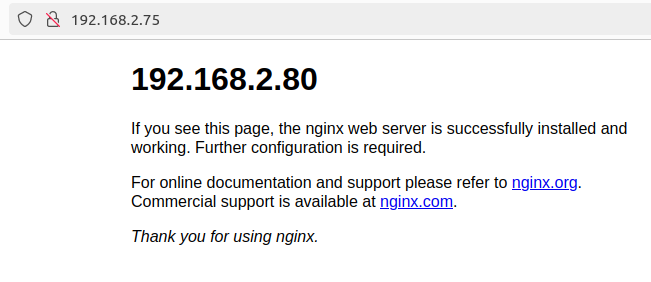 192.168.2.75
192.168.2.80
If you see this page, the nginx web server is successfully installed and
working. Further configuration is required.
For online documentation and support please refer to nginx.org.
Commercial support is available at nginx.com.
Thank you for using nginx.